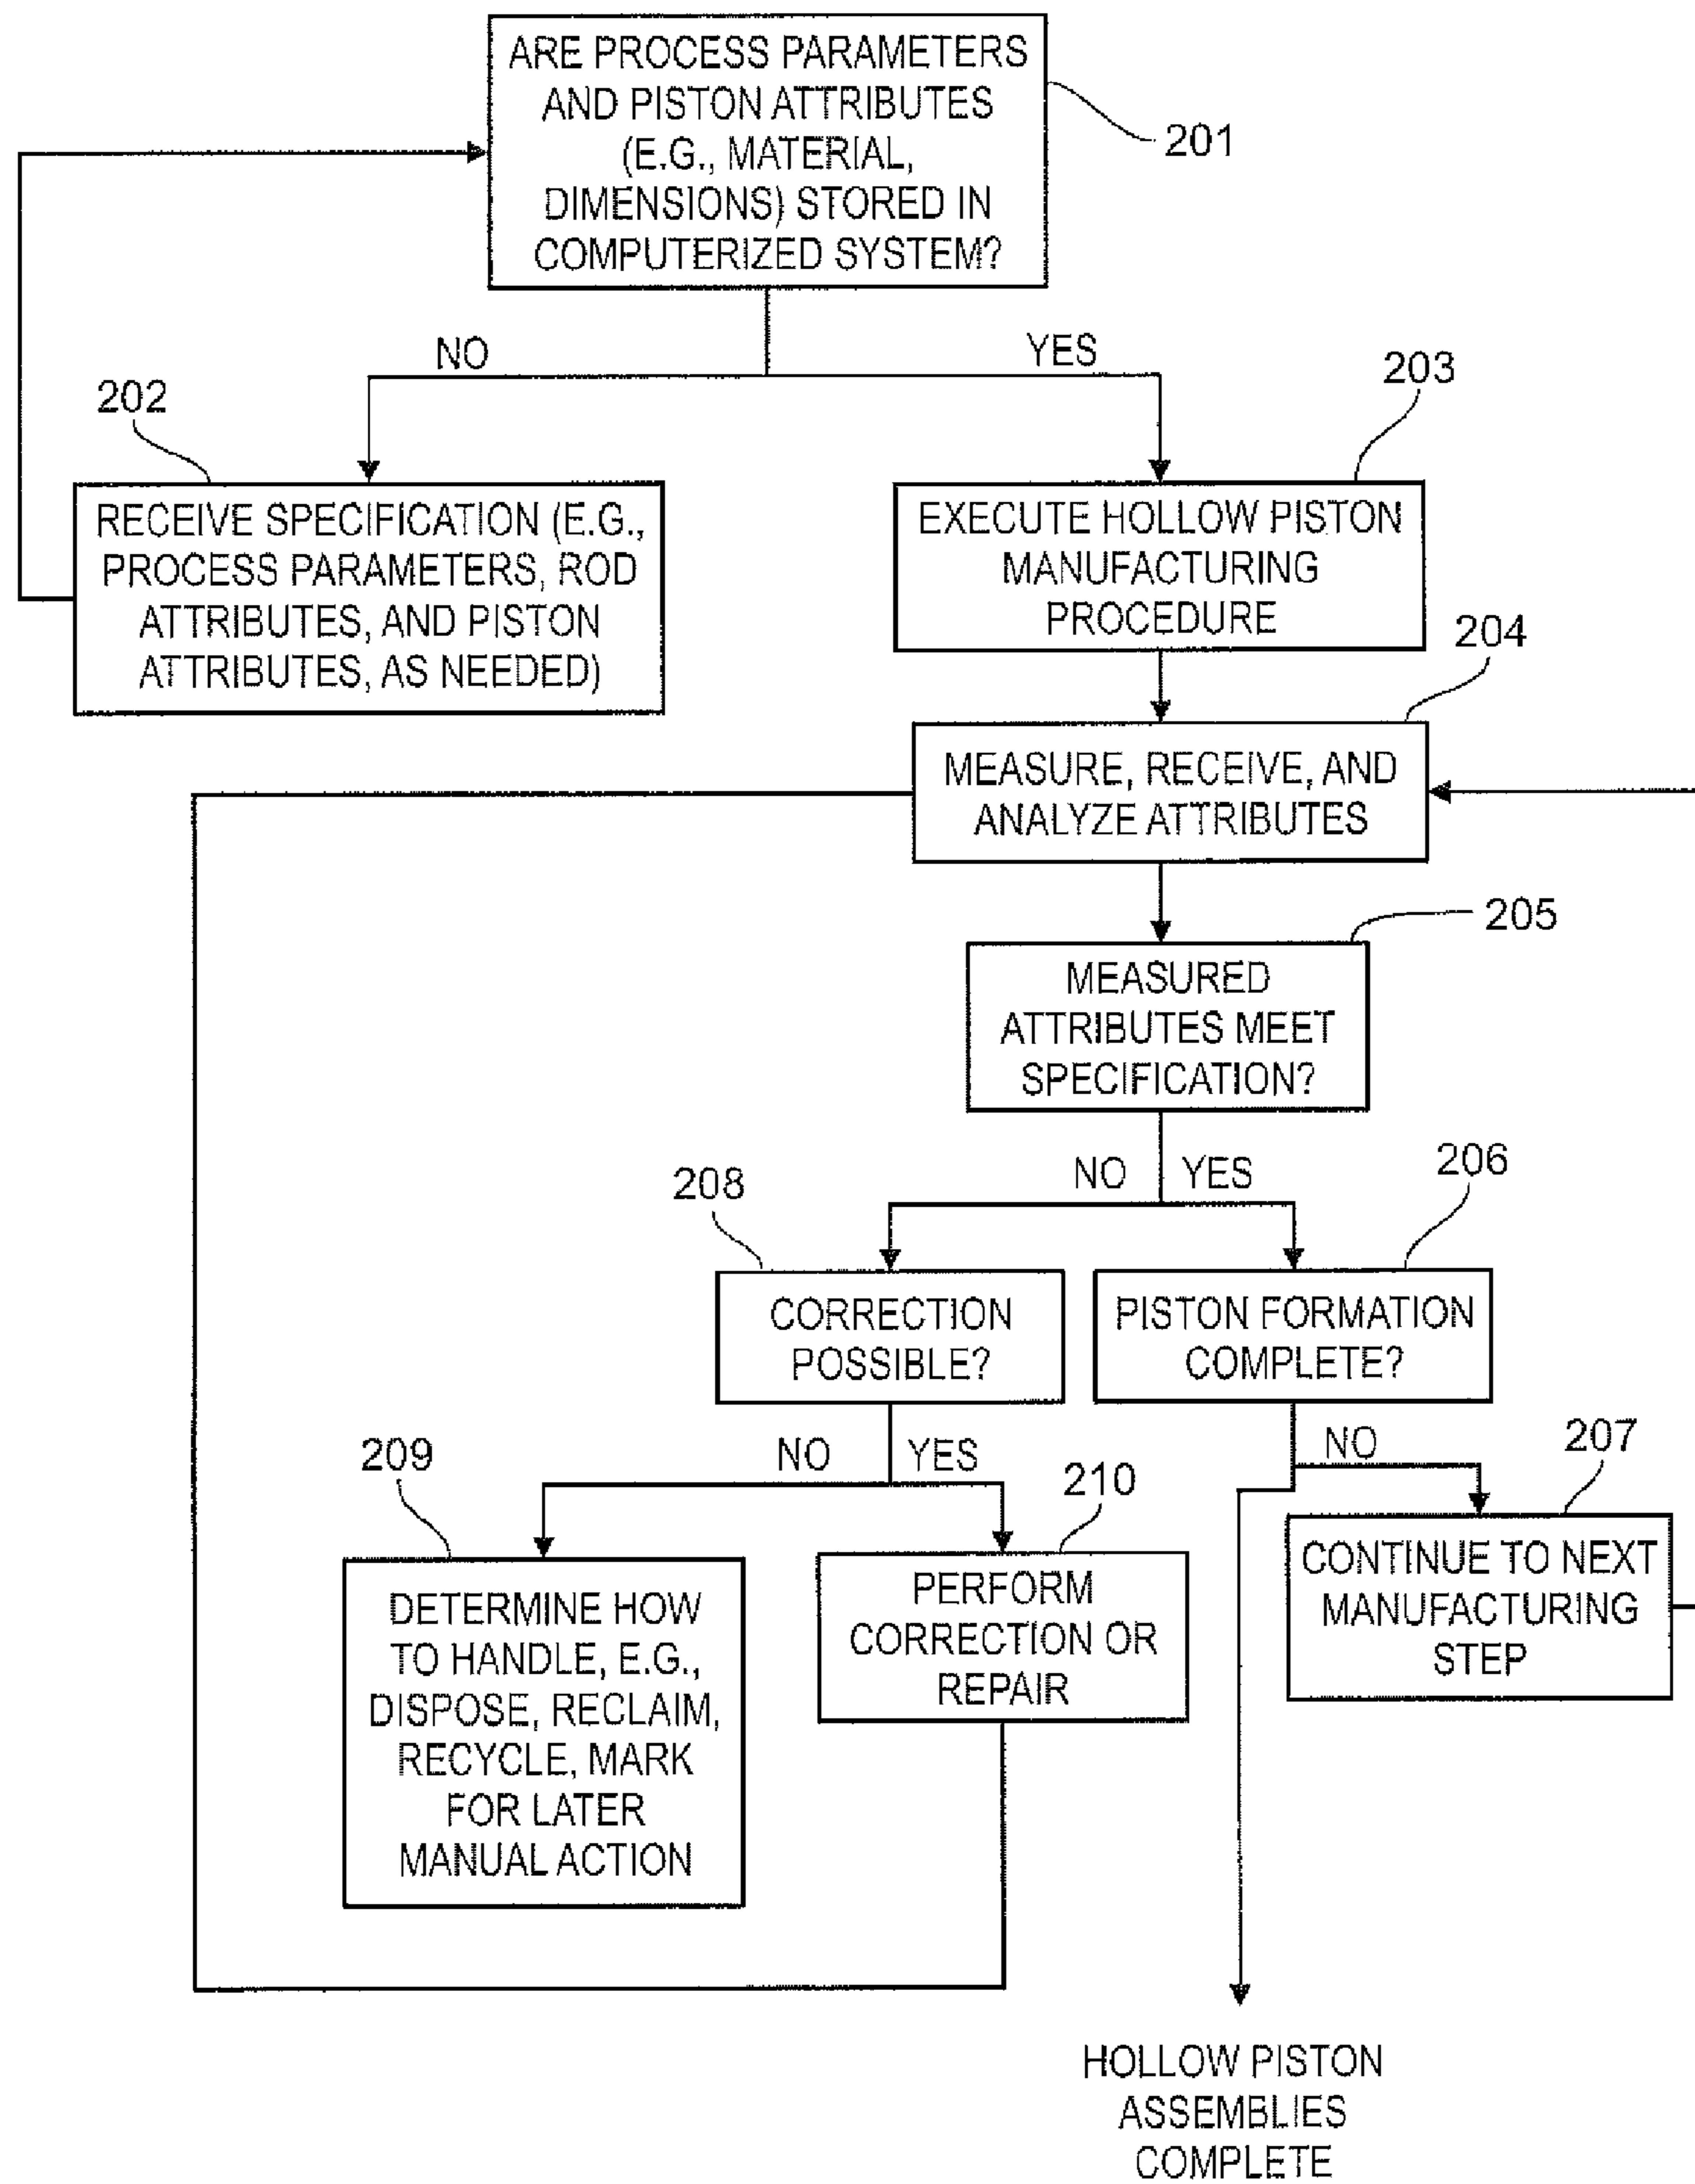 ARE PROCESS PARAMETERS
AND PISTON ATTRIBUTES
(E.G., MATERIAL,
DIMENSIONS) STORED IN
COMPUTERIZED SYSTEM?
201
NO
YES
202
203
RECEIVE SPECIFICATION (E.G.,
PROCESS PARAMETERS, ROD
ATTRIBUTES, AND PISTON
ATTRIBUTES, AS NEEDED)
EXECUTE HOLLOW PISTON
MANUFACTURING
PROCEDURE
204
MEASURE, RECEIVE, AND
ANALYZE ATTRIBUTES
205
MEASURED
ATTRIBUTES MEET
SPECIFICATION?
NO
YES
208
206
CORRECTION
POSSIBLE?
PISTON FORMATION
COMPLETE?
NO
YES
NO
209
210
207
DETERMINE HOW
TO HANDLE, E.G.,
DISPOSE, RECLAIM,
RECYCLE, MARK
FOR LATER
MANUAL ACTION
PERFORM
CORRECTION OR
REPAIR
CONTINUE TO NEXT
MANUFACTURING
STEP
HOLLOW PISTON
ASSEMBLIES
COMPLETE